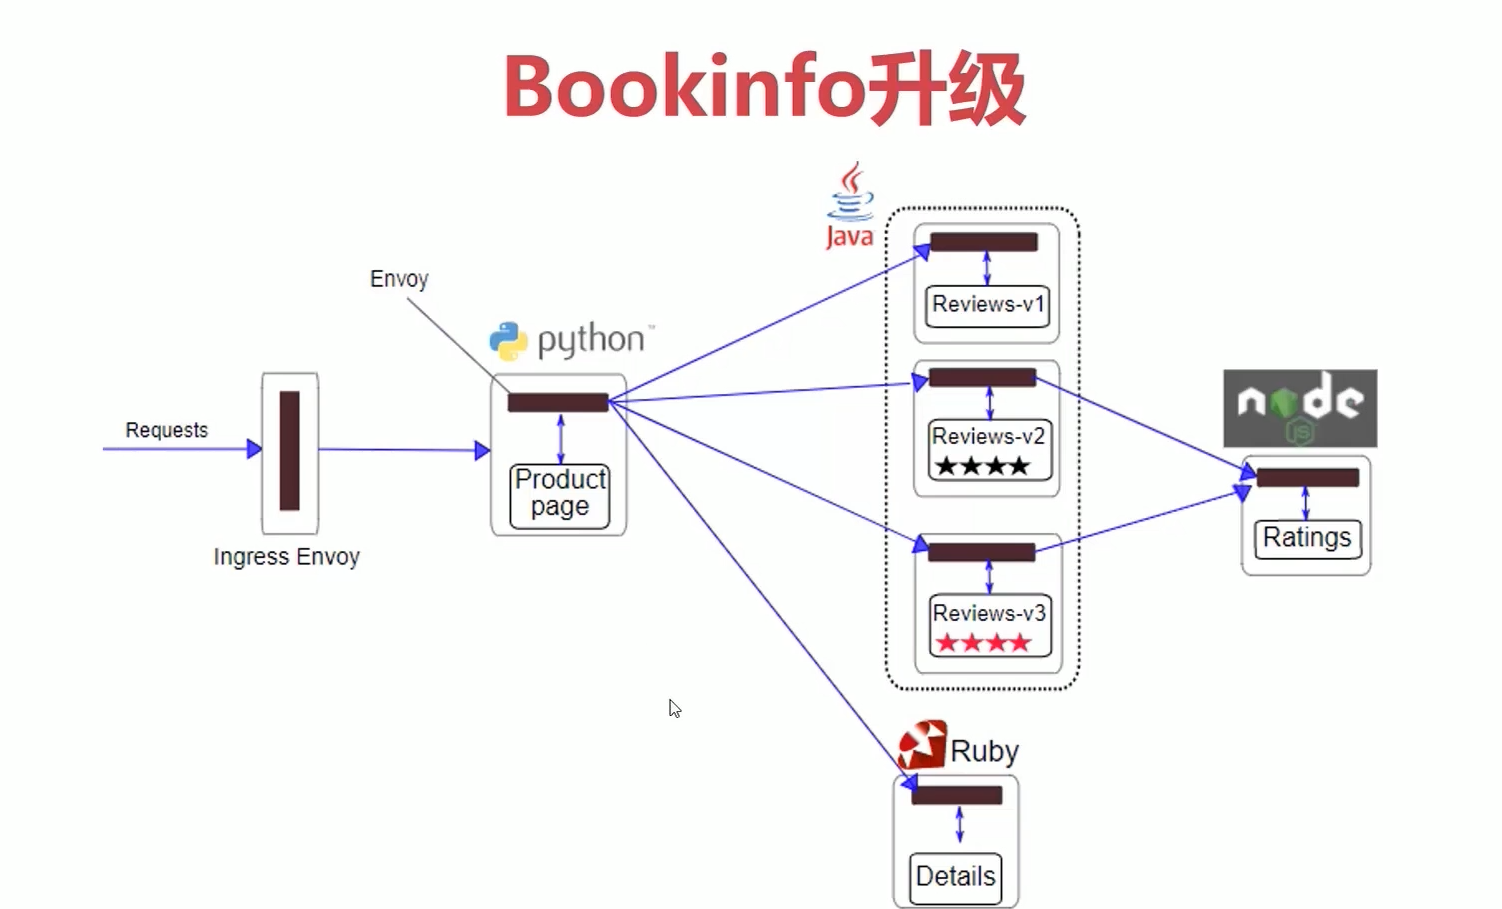 Bookinfo升级
Java
Envoy
Reviews-v1
python™
node
JS
Requests
Reviews-v2
Product
page
Ratings
Ingress Envoy
Reviews-v3
Ruby
Details